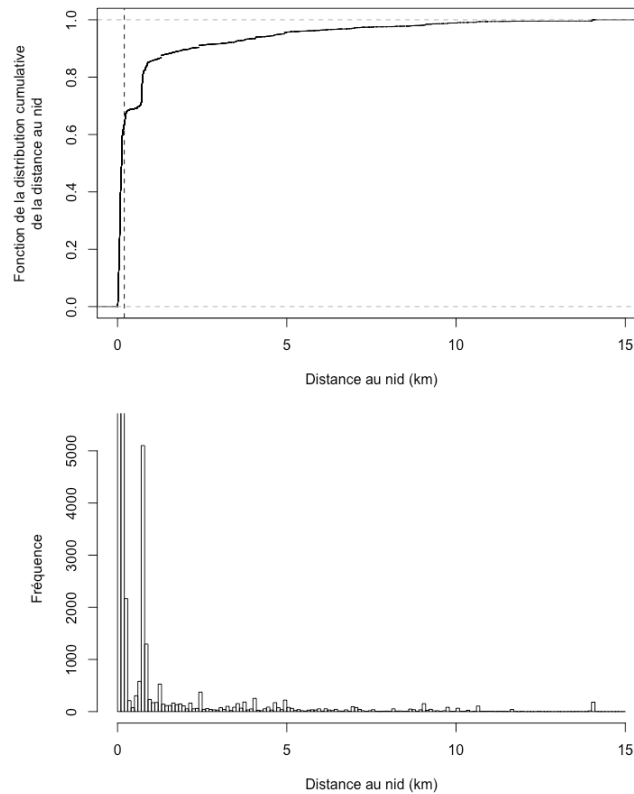 Fonction de la distribution cumulative
de la distance au nid
1.0
0.8
0.6
0.4
0.2
0.0
0 5 10 15
Distance au nid (km)
Fréquence
5000
4000
3000
2000
1000
0
0 5 10 15
Distance au nid (km)